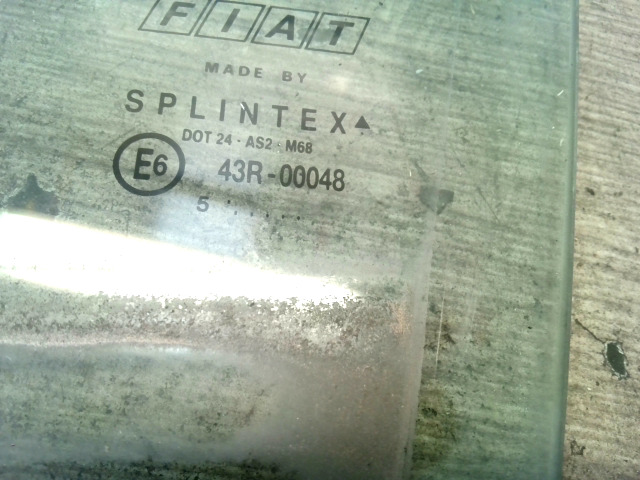 FIAT
MADE BY
SPLINTEX
DOT 24 - AS2 - M68
E6 43R-00048
5 . . . . . .